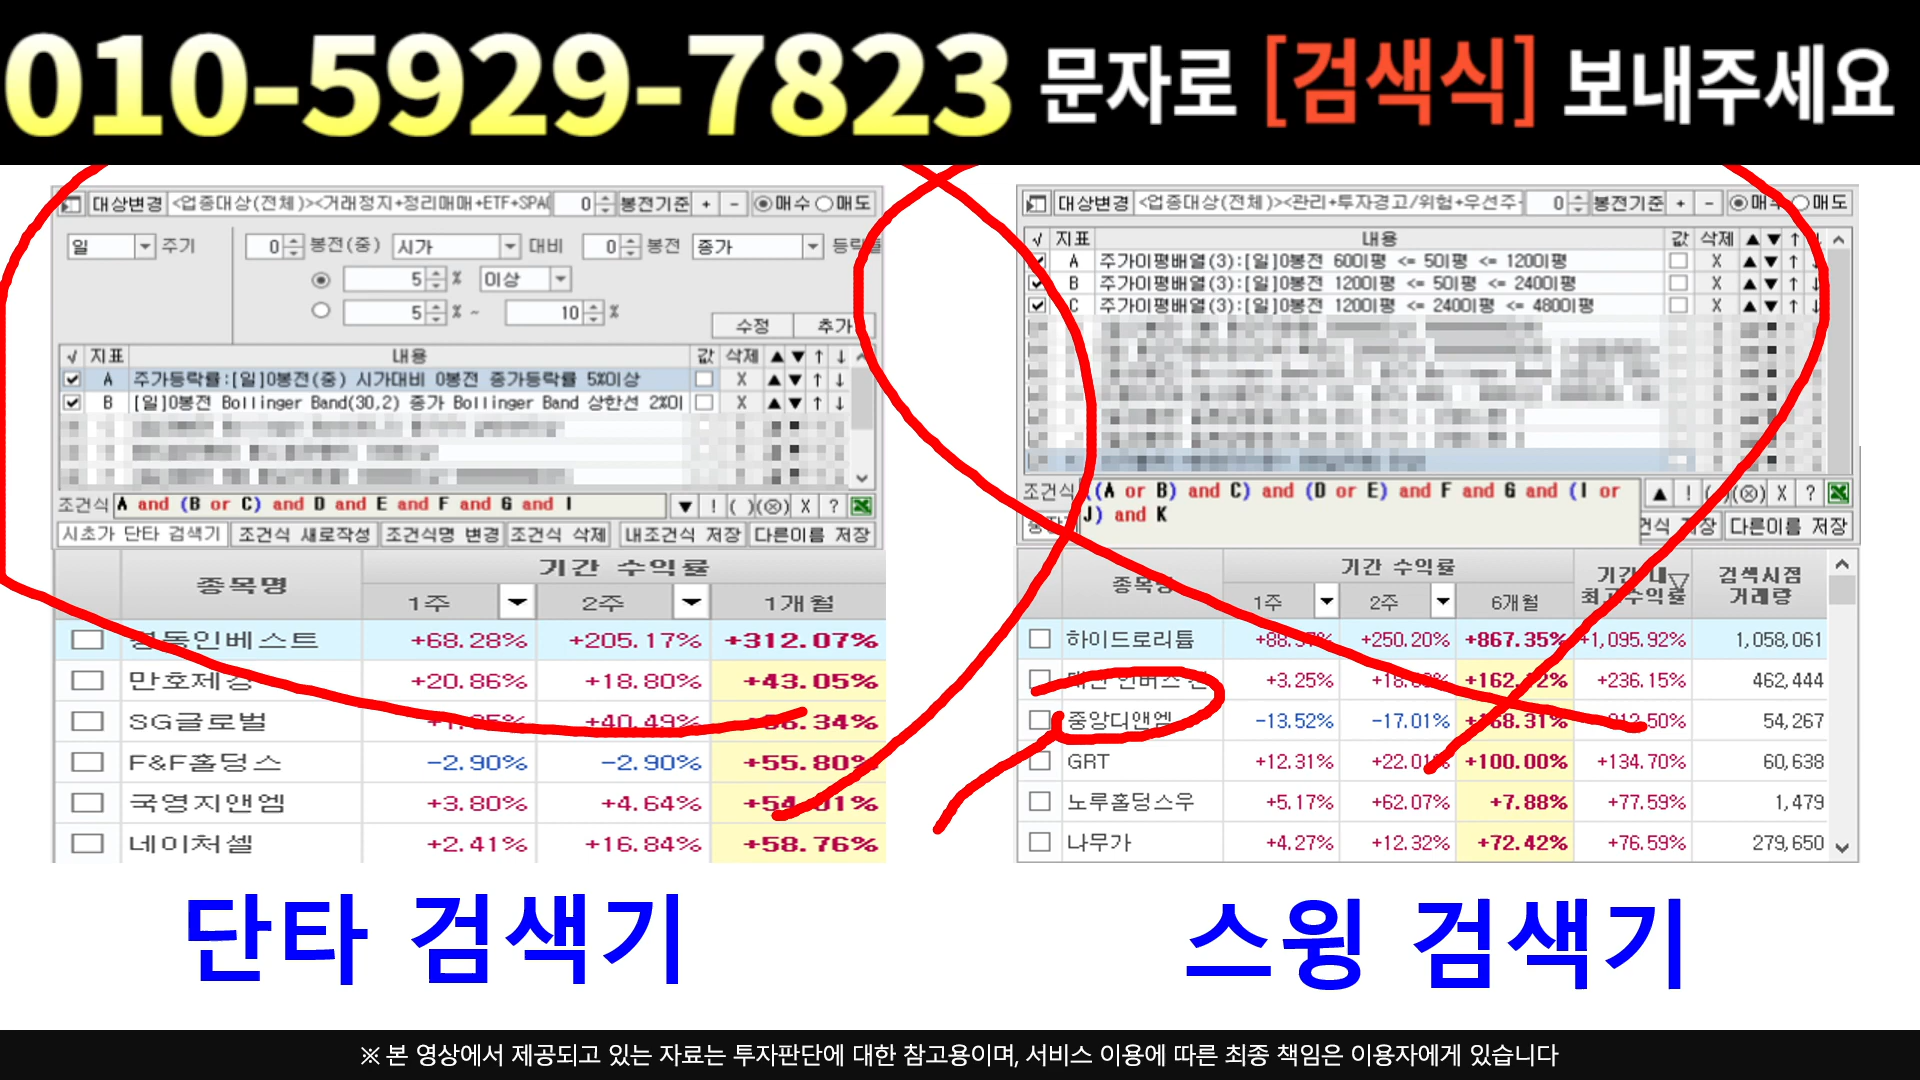 010-5929-7823 문자로 [검색식] 보내주세요
대상변경 <업종대상(전체)><거래정지+정리매매+ETF+SPAC 0 봉전기준 + - 매수 매도
일 주기 0 봉전(중) 시가 대비 0 봉전 종가
5 % 이상
5 % ~ 10 %
수정 추가
√ 지표 내용 값 삭제 ▲ ▼ ↑ ↓
A 주가등락률:[일]0봉전(중) 시가대비 0봉전 종가등락률 5%이상 X ▲ ▼ ↑ ↓
B [일]0봉전 Bollinger Band(30,2) 종가 Bollinger Band 상한선 2%이 X ▲ ▼ ↑ ↓
조건식 A and (B or C) and D and E and F and G and I ▼ ! ( ) (⊗) X ?
시초가 단타 검색기 조건식 새로작성 조건식명 변경 조건식 삭제 내조건식 저장 다른이름 저장
종목명 기간 수익률
1주 2주 1개월
+68.28% +205.17% +312.07%
만호제강 +20.86% +18.80% +43.05%
SG글로벌 +40.49%
F&F홀딩스 -2.90% -2.90% +55.80%
국영지앤엠 +3.80% +4.64%
네이처셀 +2.41% +16.84% +58.76%
단타 검색기
대상변경 <업종대상(전체)><관리+투자경고/위험+우선주+ 0 봉전기준 + - 매수 매도
√ 지표 내용 값 삭제 ▲ ▼ ↑ ↓
A 주가이평배열(3):[일]0봉전 60이평 <= 5이평 <= 120이평 X ▲ ▼ ↑ ↓
B 주가이평배열(3):[일]0봉전 120이평 <= 5이평 <= 240이평 X ▲ ▼ ↑ ↓
C 주가이평배열(3):[일]0봉전 120이평 <= 240이평 <= 480이평 X ▲ ▼ ↑ ↓
조건식 ((A or B) and C) and (D or E) and F and G and (I or ▲ ! ( ) (⊗) X ?
J) and K
저장 다른이름 저장
종목명 기간 수익률 기간 내 최고수익률 검색시점 거래량
1주 2주 6개월
하이드로리튬 +250.20% +867.35% +1,095.92% 1,058,061
+3.25% +236.15% 462,444
중앙디앤엠 -13.52% -17.01% 54,267
GRT +12.31% +100.00% +134.70% 60,638
노루홀딩스우 +5.17% +62.07% +7.88% +77.59% 1,479
나무가 +4.27% +12.32% +72.42% +76.59% 279,650
스윙 검색기
※ 본 영상에서 제공되고 있는 자료는 투자판단에 대한 참고용이며, 서비스 이용에 따른 최종 책임은 이용자에게 있습니다